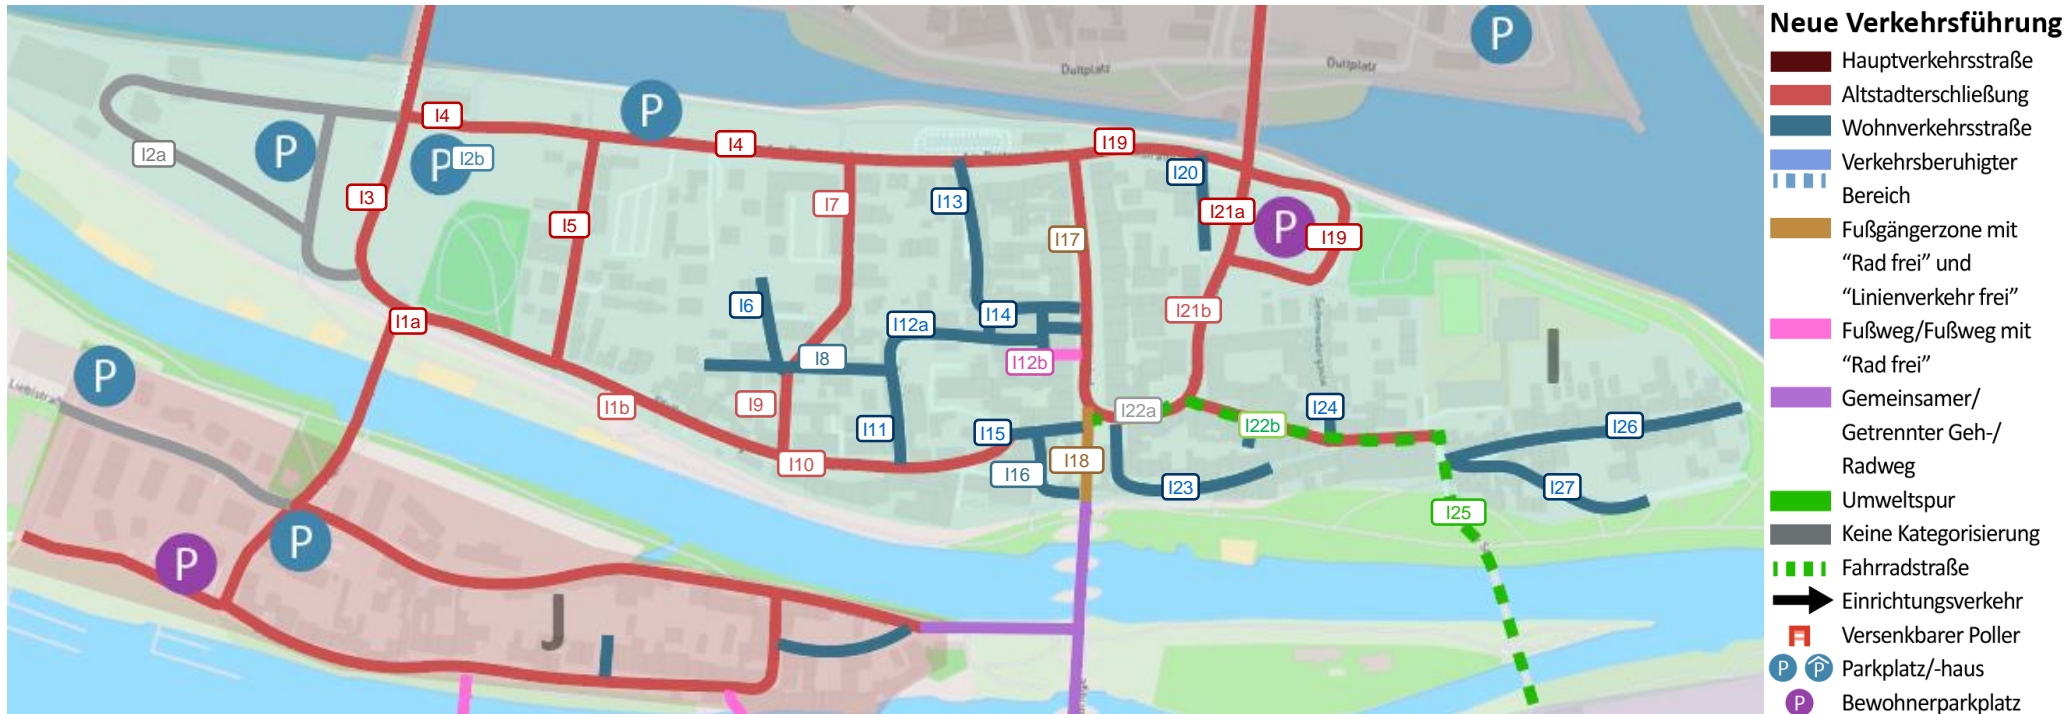 Dultplatz
Dultplatz
P
P
P
P
I4
I2a
I2b
I4
I19
I20
I3
I5
I7
I13
I17
I21a
P
I19
I6
I12a
I14
I21b
I1a
I8
I12b
P
I1b
I9
I11
I15
I22a
I22b
I24
I26
I10
I16
I18
I23
I27
I25
P
P
J
Neue Verkehrsführung
Hauptverkehrsstraße
Altstadterschließung
Wohnverkehrsstraße
Verkehrsberuhigter
Bereich
Fußgängerzone mit
“Rad frei” und
“Linienverkehr frei”
Fußweg/Fußweg mit
“Rad frei”
Gemeinsamer/
Getrennter Geh-/
Radweg
Umweltspur
Keine Kategorisierung
Fahrradstraße
Einrichtungsverkehr
Versenkbarer Poller
P P Parkplatz/-haus
P Bewohnerparkplatz